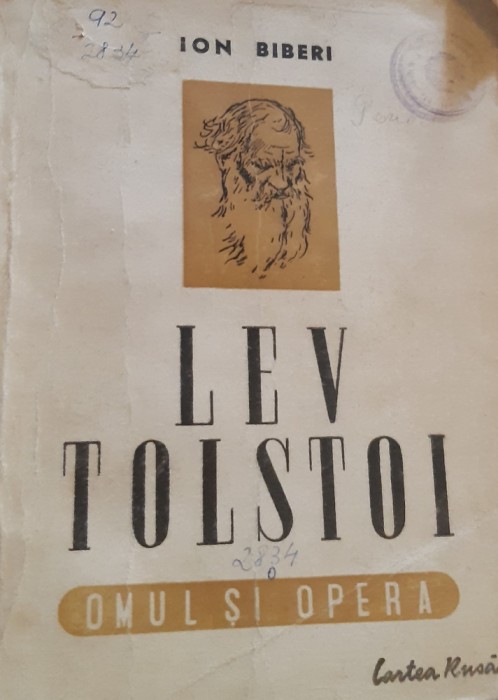 92
2834
ION BIBERI
LEV
TOLSTOI
2834
OMUL ȘI OPERA
Cartea Rusă